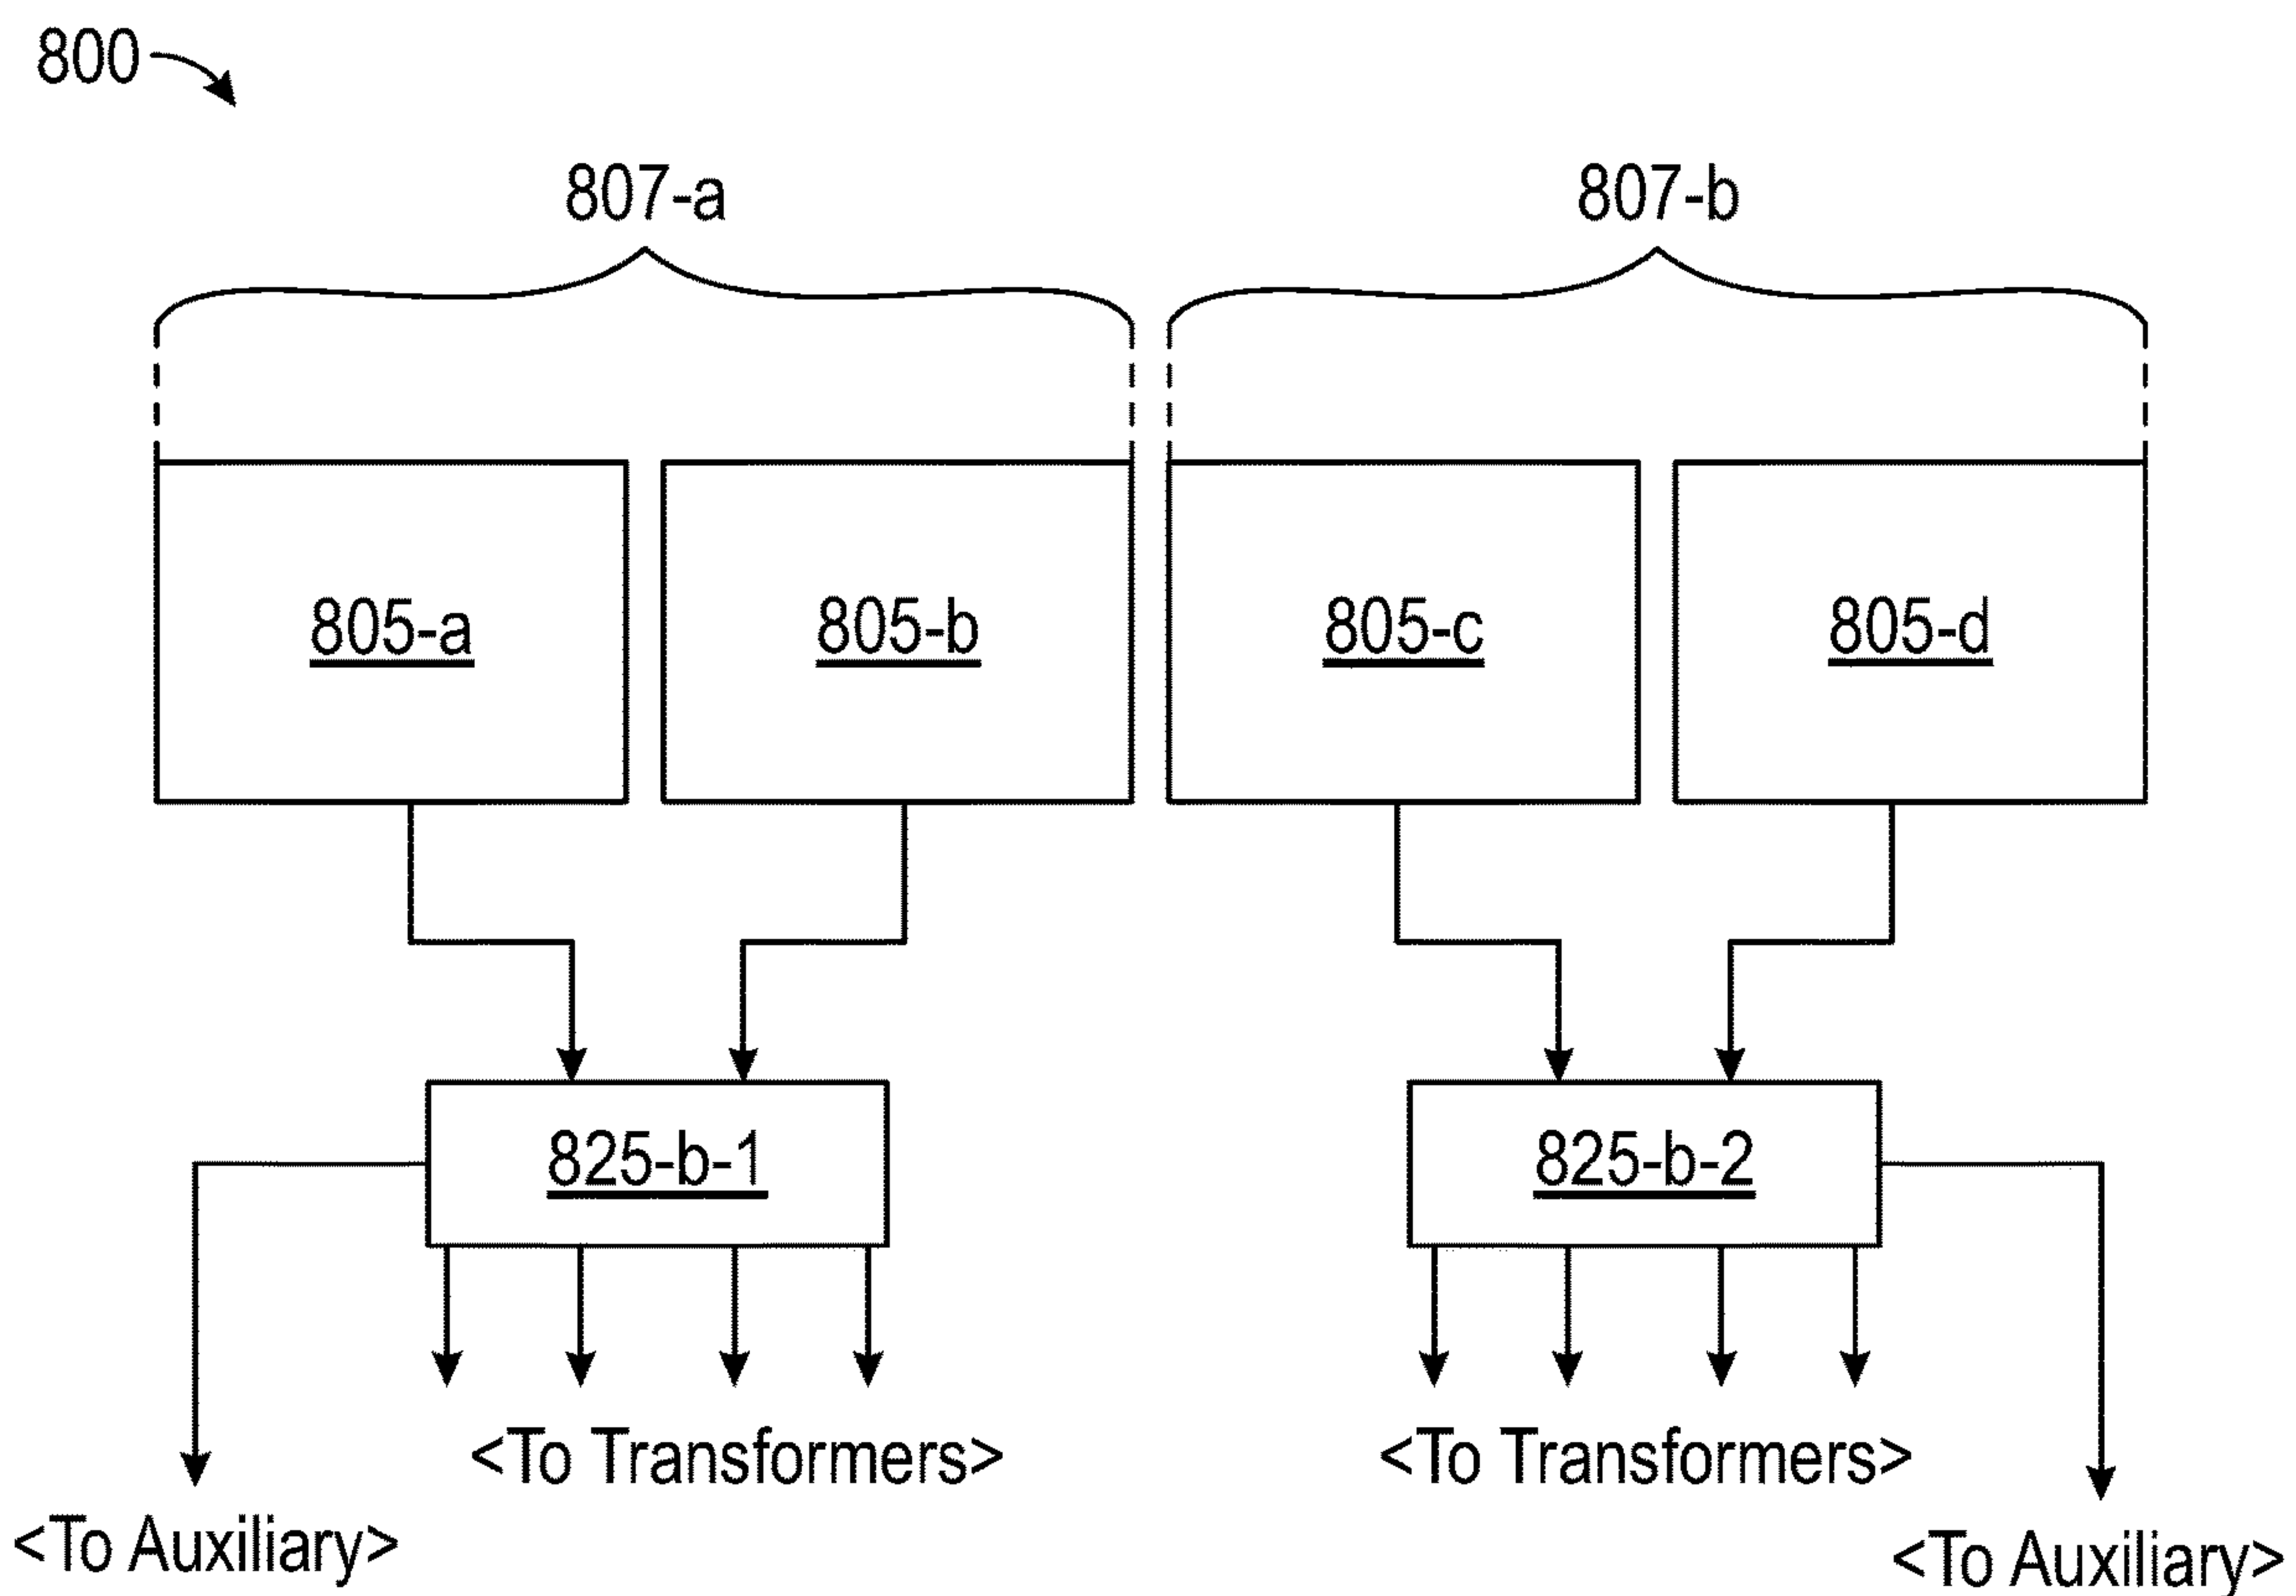 800
807-a
807-b
805-a
805-b
805-c
805-d
825-b-1
825-b-2
<To Transformers>
<To Transformers>
<To Auxiliary>
<To Auxiliary>